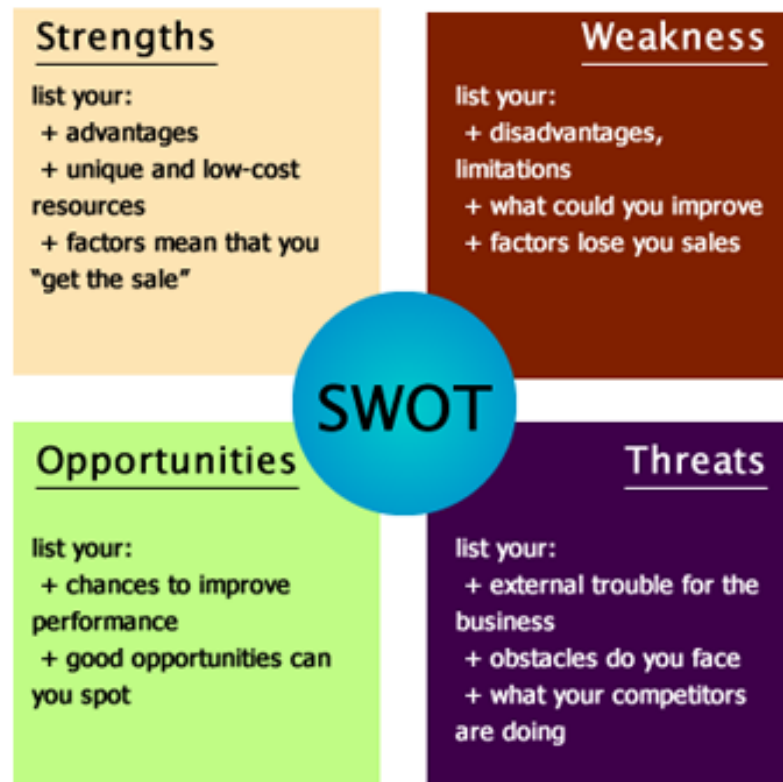 Strengths
list your:
+ advantages
+ unique and low-cost
resources
+ factors mean that you
“get the sale”
Weakness
list your:
+ disadvantages,
limitations
+ what could you improve
+ factors lose you sales
SWOT
Opportunities
list your:
+ chances to improve
performance
+ good opportunities can
you spot
Threats
list your:
+ external trouble for the
business
+ obstacles do you face
+ what your competitors
are doing